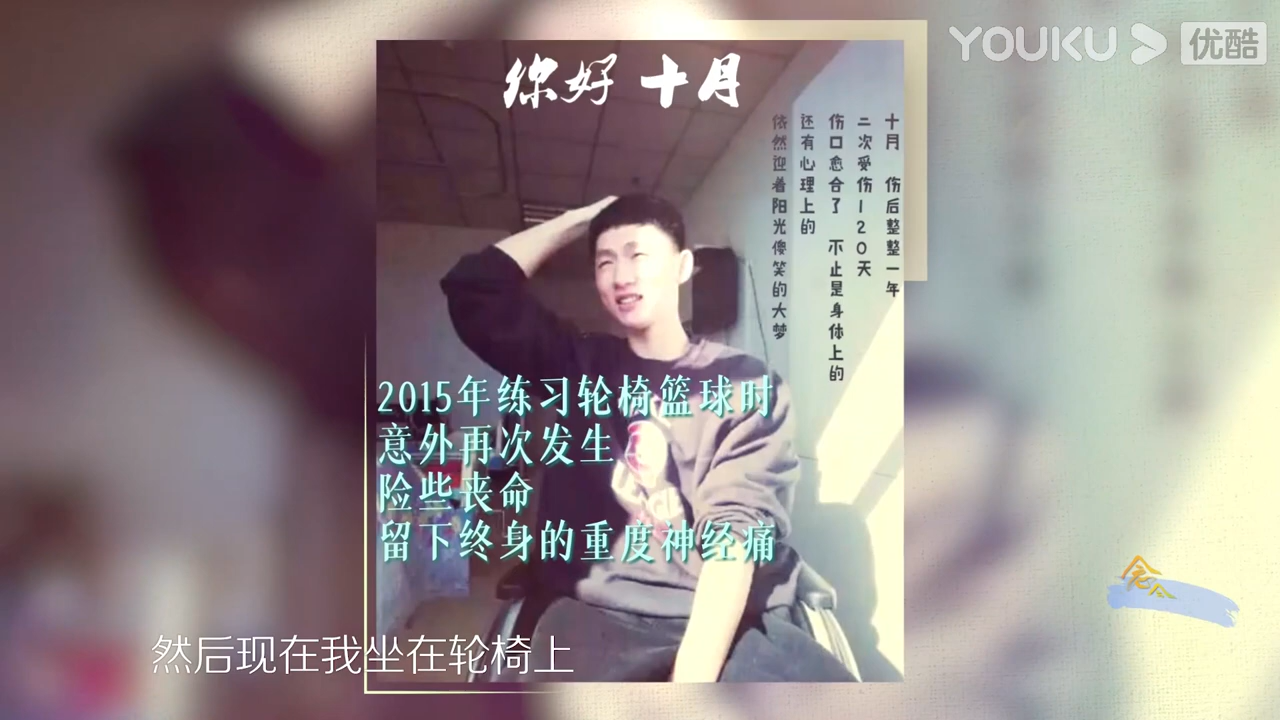 YOUKU 优酷
你好 十月
十月 伤后整整一年
二次受伤120天
伤口愈合了 不止是身体上的
还有心理上的
依然迎着阳光傻笑的大梦
2015年练习轮椅篮球时
意外再次发生
险些丧命
留下终身的重度神经痛
然后现在我坐在轮椅上